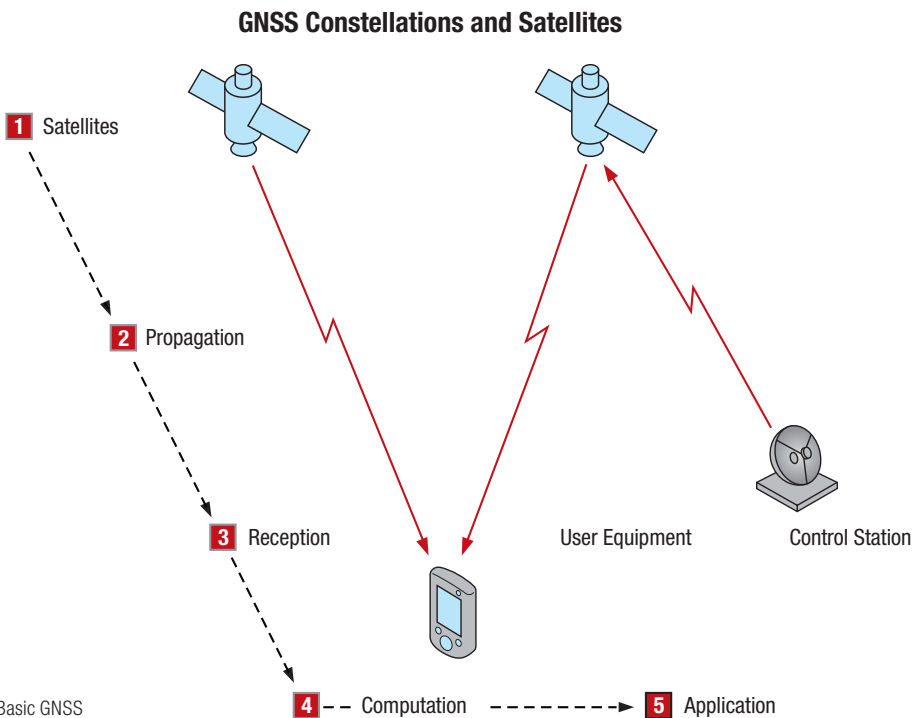 GNSS Constellations and Satellites
1 Satellites
2 Propagation
3 Reception
User Equipment
Control Station
4 Computation
5 Application
Basic GNSS